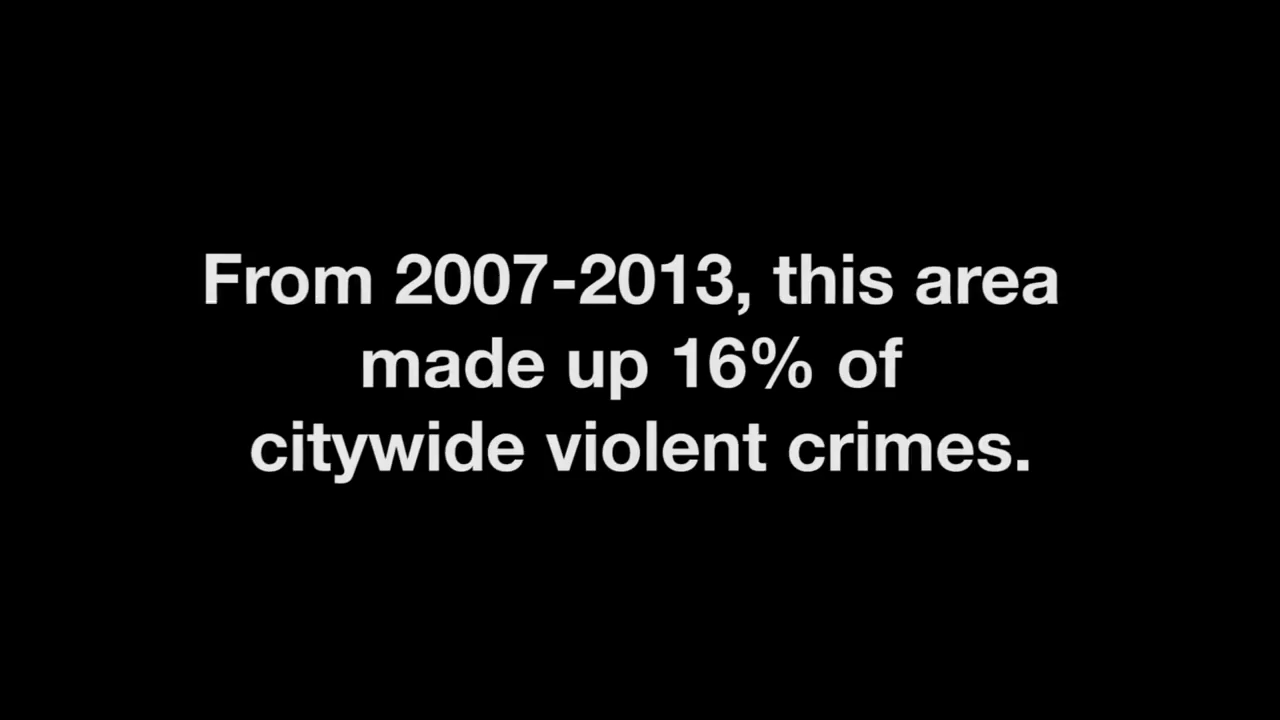 From 2007-2013, this area
made up 16% of
citywide violent crimes.